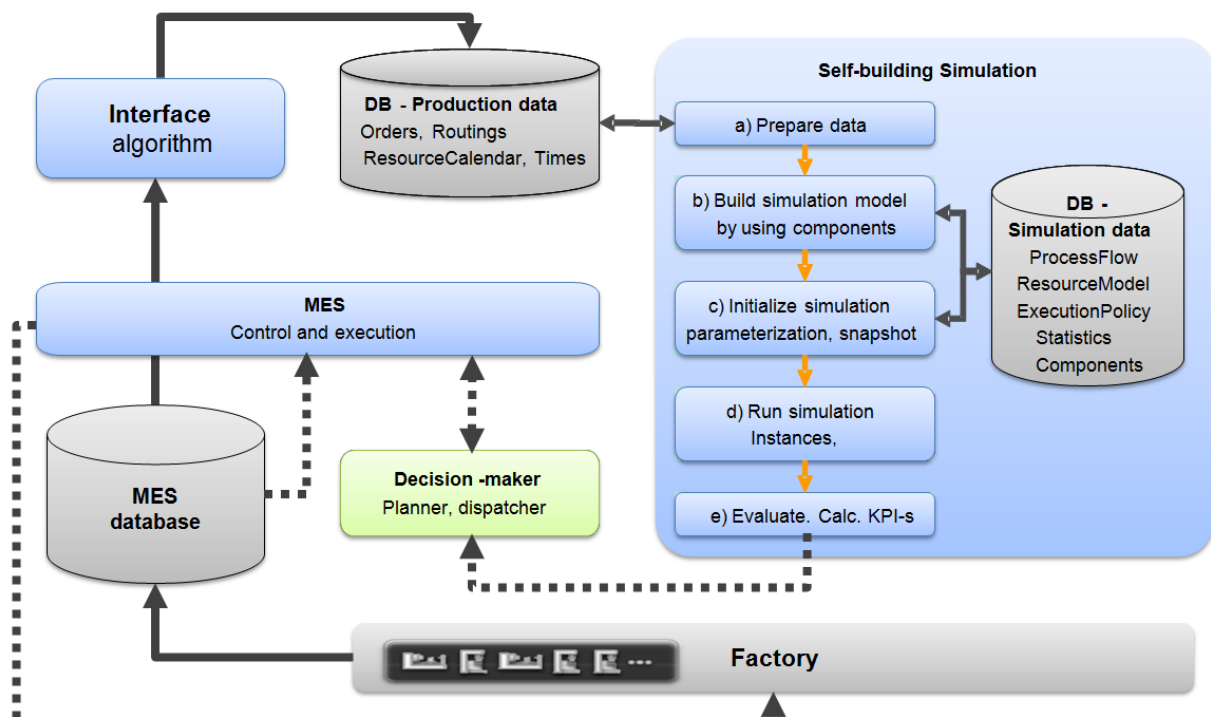 Interface
algorithm
DB - Production data
Orders, Routings
ResourceCalendar, Times
MES
Control and execution
MES
database
Decision -maker
Planner, dispatcher
Self-building Simulation
a) Prepare data
b) Build simulation model
by using components
c) Initialize simulation
parameterization, snapshot
d) Run simulation
Instances,
e) Evaluate. Calc. KPI-s
DB -
Simulation data
ProcessFlow
ResourceModel
ExecutionPolicy
Statistics
Components
Factory